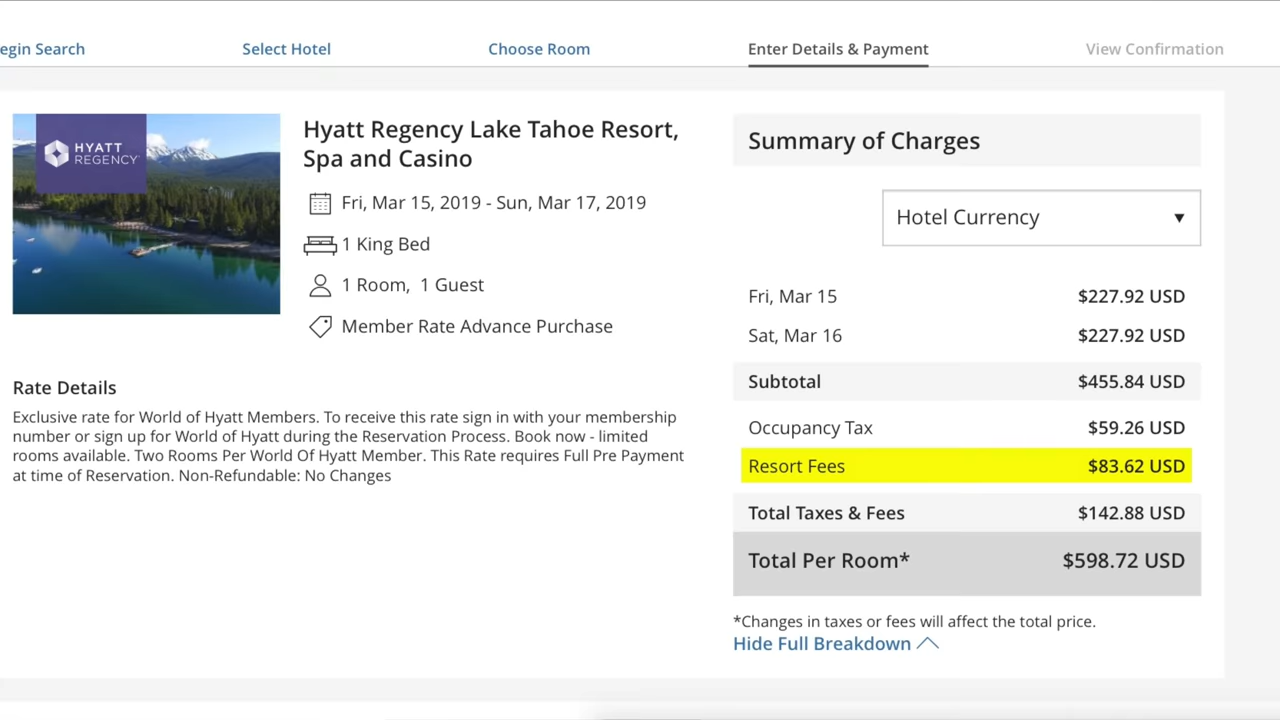 egin Search
Select Hotel
Choose Room
Enter Details & Payment
View Confirmation
HYATT
REGENCY
Hyatt Regency Lake Tahoe Resort,
Spa and Casino
Fri, Mar 15, 2019 - Sun, Mar 17, 2019
1 King Bed
1 Room, 1 Guest
Member Rate Advance Purchase
Rate Details
Exclusive rate for World of Hyatt Members. To receive this rate sign in with your membership
number or sign up for World of Hyatt during the Reservation Process. Book now - limited
rooms available. Two Rooms Per World Of Hyatt Member. This Rate requires Full Pre Payment
at time of Reservation. Non-Refundable: No Changes
Summary of Charges
Hotel Currency
Fri, Mar 15 $227.92 USD
Sat, Mar 16 $227.92 USD
Subtotal $455.84 USD
Occupancy Tax $59.26 USD
Resort Fees $83.62 USD
Total Taxes & Fees $142.88 USD
Total Per Room* $598.72 USD
*Changes in taxes or fees will affect the total price.
Hide Full Breakdown